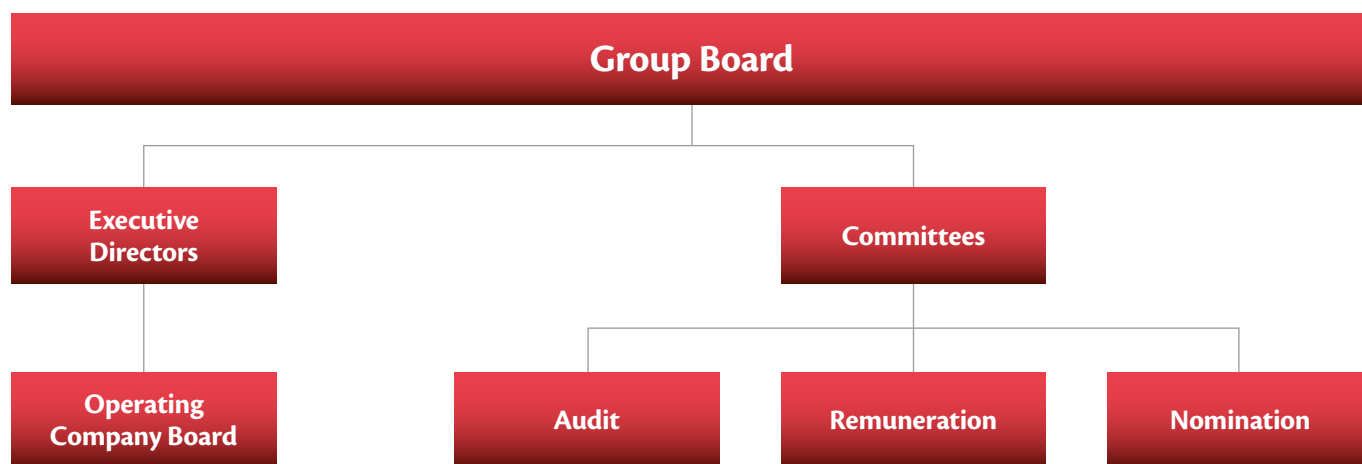 Group Board
Executive
Directors
Committees
Operating
Company Board
Audit
Remuneration
Nomination